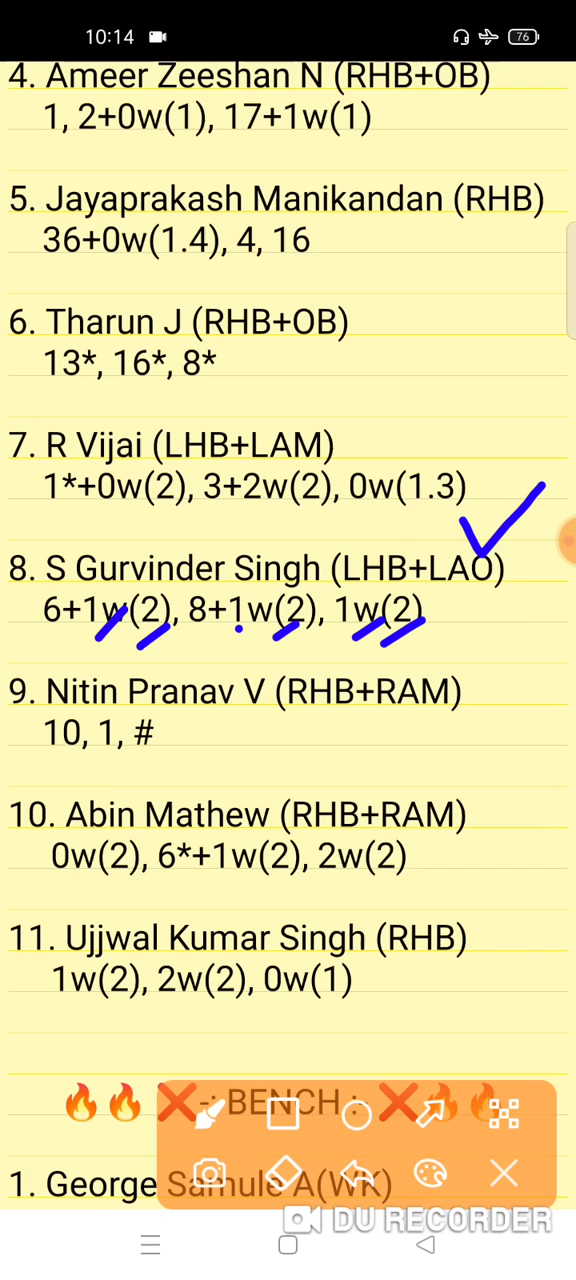 10:14 76
4. Ameer Zeeshan N (RHB+OB)
1, 2+0w(1), 17+1w(1)
5. Jayaprakash Manikandan (RHB)
36+0w(1.4), 4, 16
6. Tharun J (RHB+OB)
13*, 16*, 8*
7. R Vijai (LHB+LAM)
1*+0w(2), 3+2w(2), 0w(1.3)
8. S Gurvinder Singh (LHB+LAO)
6+1w(2), 8+1w(2), 1w(2)
9. Nitin Pranav V (RHB+RAM)
10, 1, #
10. Abin Mathew (RHB+RAM)
0w(2), 6*+1w(2), 2w(2)
11. Ujjwal Kumar Singh (RHB)
1w(2), 2w(2), 0w(1)
🔥🔥❌-: BENCH :-❌🔥🔥
1. George Samule A(WK)
DU RECORDER